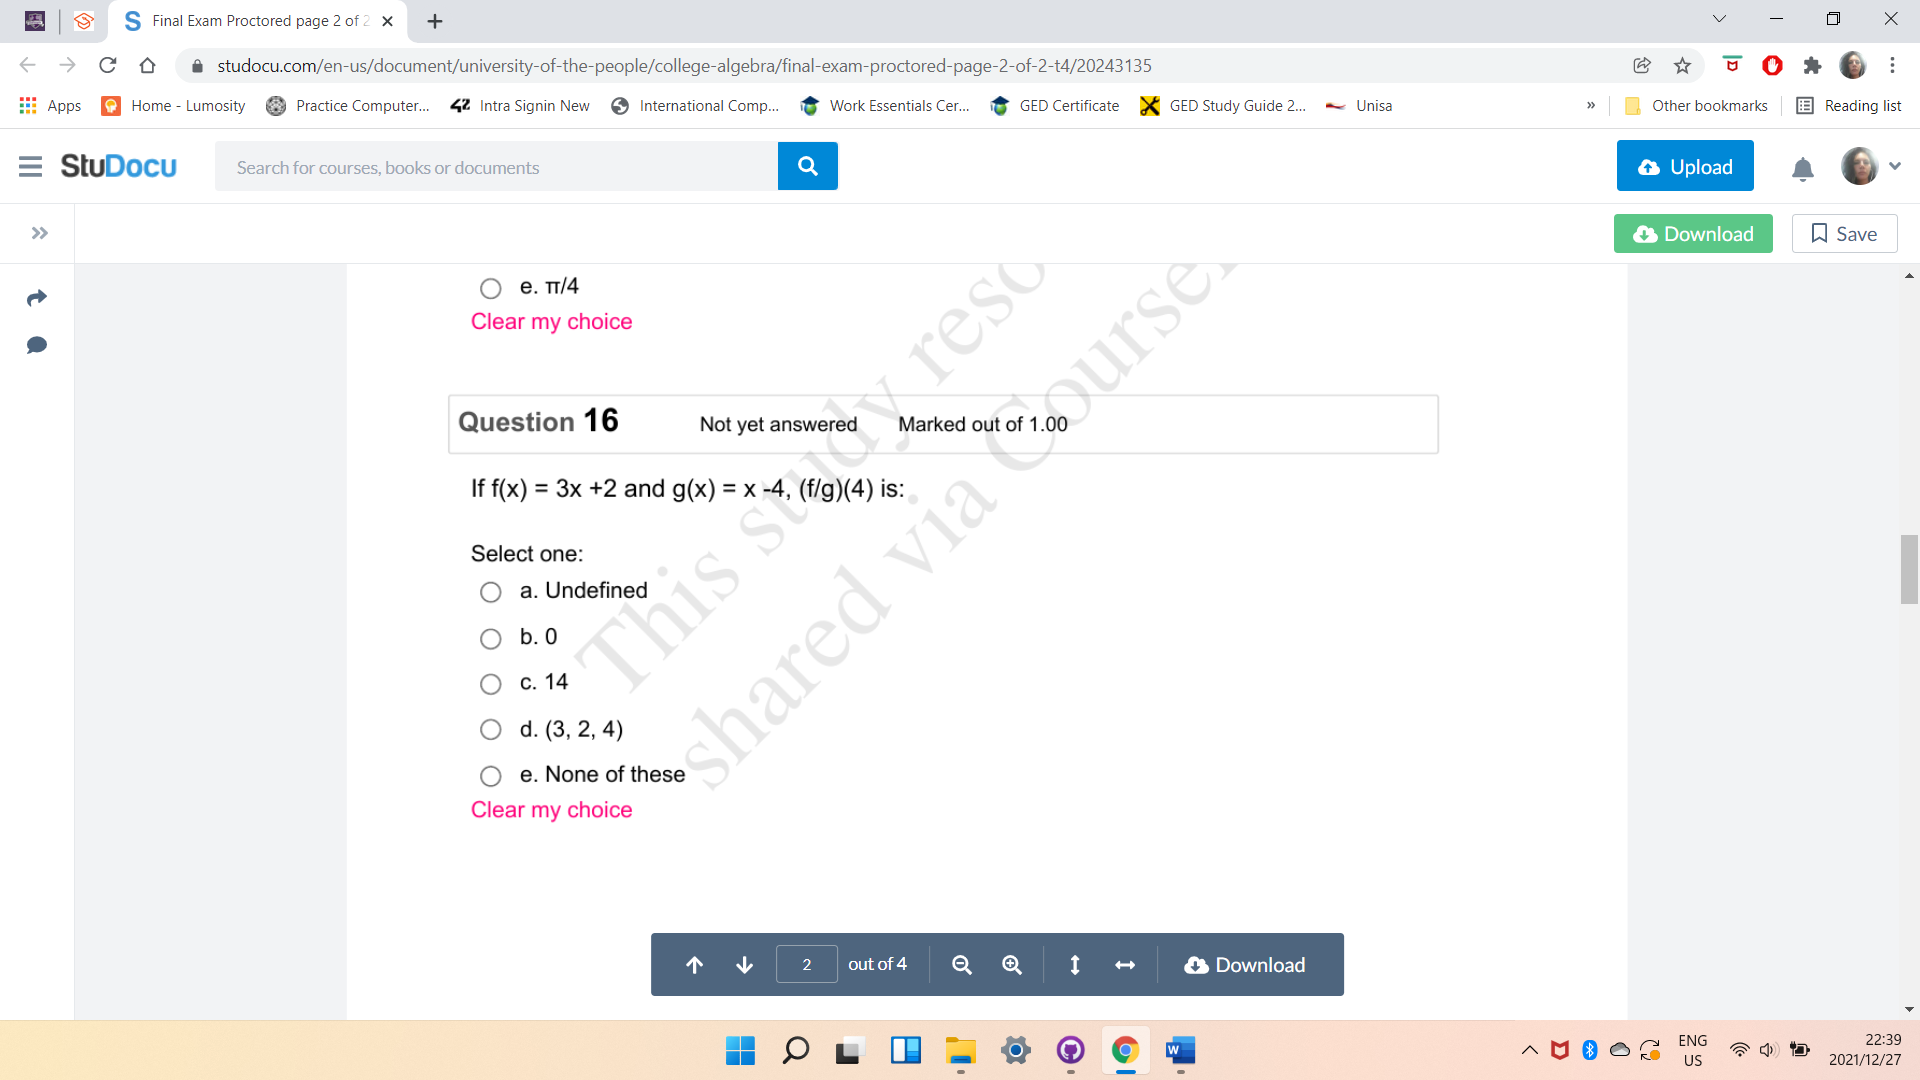 Final Exam Proctored page 2 of 2
studocu.com/en-us/document/university-of-the-people/college-algebra/final-exam-proctored-page-2-of-2-t4/20243135
Apps Home - Lumosity Practice Computer... Intra Signin New International Comp... Work Essentials Cer... GED Certificate GED Study Guide 2... Unisa » Other bookmarks Reading list
StuDocu Search for courses, books or documents Upload
Download Save
e. π/4
Clear my choice
Question 16 Not yet answered Marked out of 1.00
If f(x) = 3x +2 and g(x) = x -4, (f/g)(4) is:
Select one:
a. Undefined
b. 0
c. 14
d. (3, 2, 4)
e. None of these
Clear my choice
This study reso
shared via Course
2 out of 4 Download
ENG 22:39
US 2021/12/27